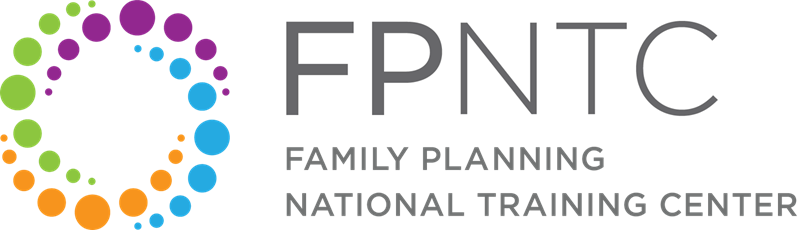 FPNTC
FAMILY PLANNING
NATIONAL TRAINING CENTER